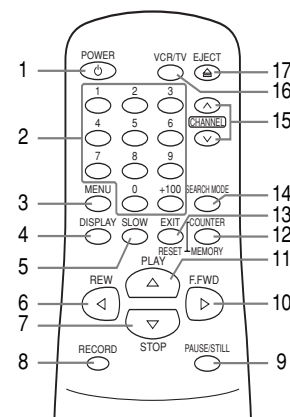 POWER VCR/TV EJECT
1 17
16
1 2 3
15
CHANNEL
4 5 6
2
7 8 9
MENU 0 +100 SEARCH MODE
3 14
13
DISPLAY SLOW EXIT COUNTER
4 12
RESET MEMORY
5 PLAY 11
REW F.FWD
6 10
7
STOP
RECORD PAUSE/STILL
8 9